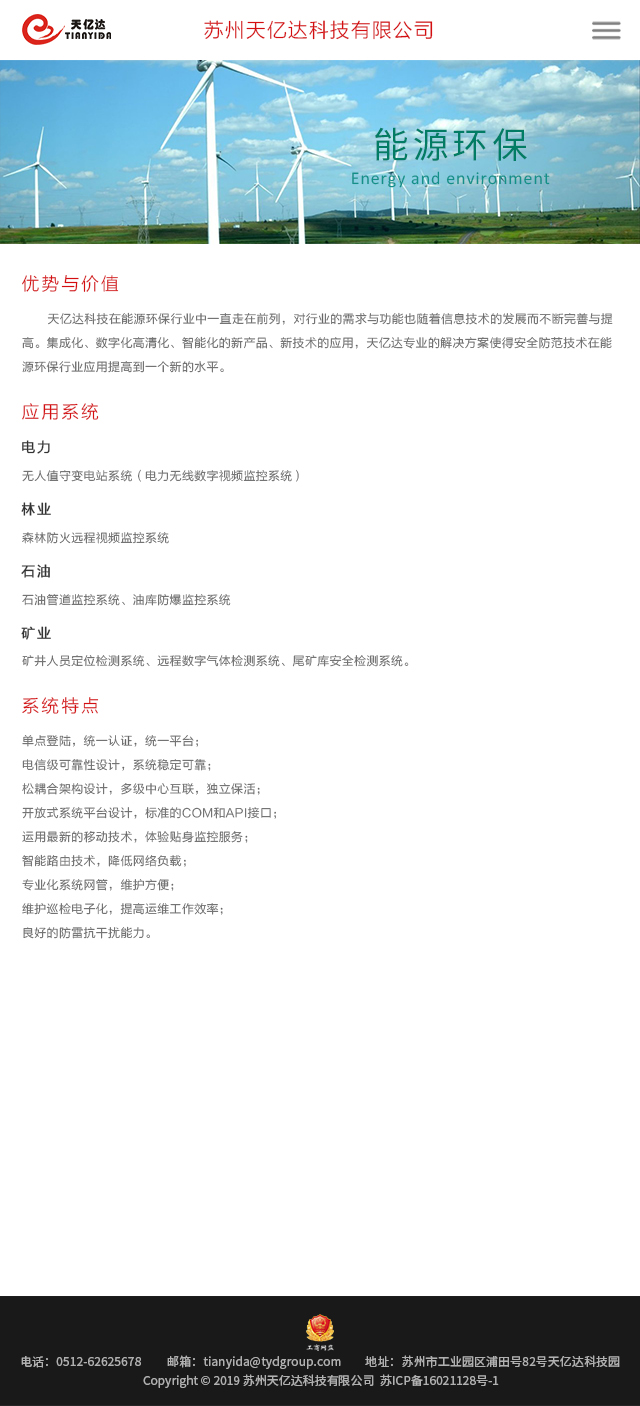 天亿达
TIANYIDA
苏州天亿达科技有限公司
能源环保
Energy and environment
优势与价值
天亿达科技在能源环保行业中一直走在前列，对行业的需求与功能也随着信息技术的发展而不断完善与提
高。集成化、数字化高清化、智能化的新产品、新技术的应用，天亿达专业的解决方案使得安全防范技术在能
源环保行业应用提高到一个新的水平。
应用系统
电力
无人值守变电站系统（电力无线数字视频监控系统）
林业
森林防火远程视频监控系统
石油
石油管道监控系统、油库防爆监控系统
矿业
矿井人员定位检测系统、远程数字气体检测系统、尾矿库安全检测系统。
系统特点
单点登陆，统一认证，统一平台；
电信级可靠性设计，系统稳定可靠；
松耦合架构设计，多级中心互联，独立保活；
开放式系统平台设计，标准的COM和API接口；
运用最新的移动技术，体验贴身监控服务；
智能路由技术，降低网络负载；
专业化系统网管，维护方便；
维护巡检电子化，提高运维工作效率；
良好的防雷抗干扰能力。
工商网监
电话：0512-62625678 邮箱：tianyida@tydgroup.com 地址：苏州市工业园区浦田号82号天亿达科技园
Copyright © 2019 苏州天亿达科技有限公司 苏ICP备16021128号-1